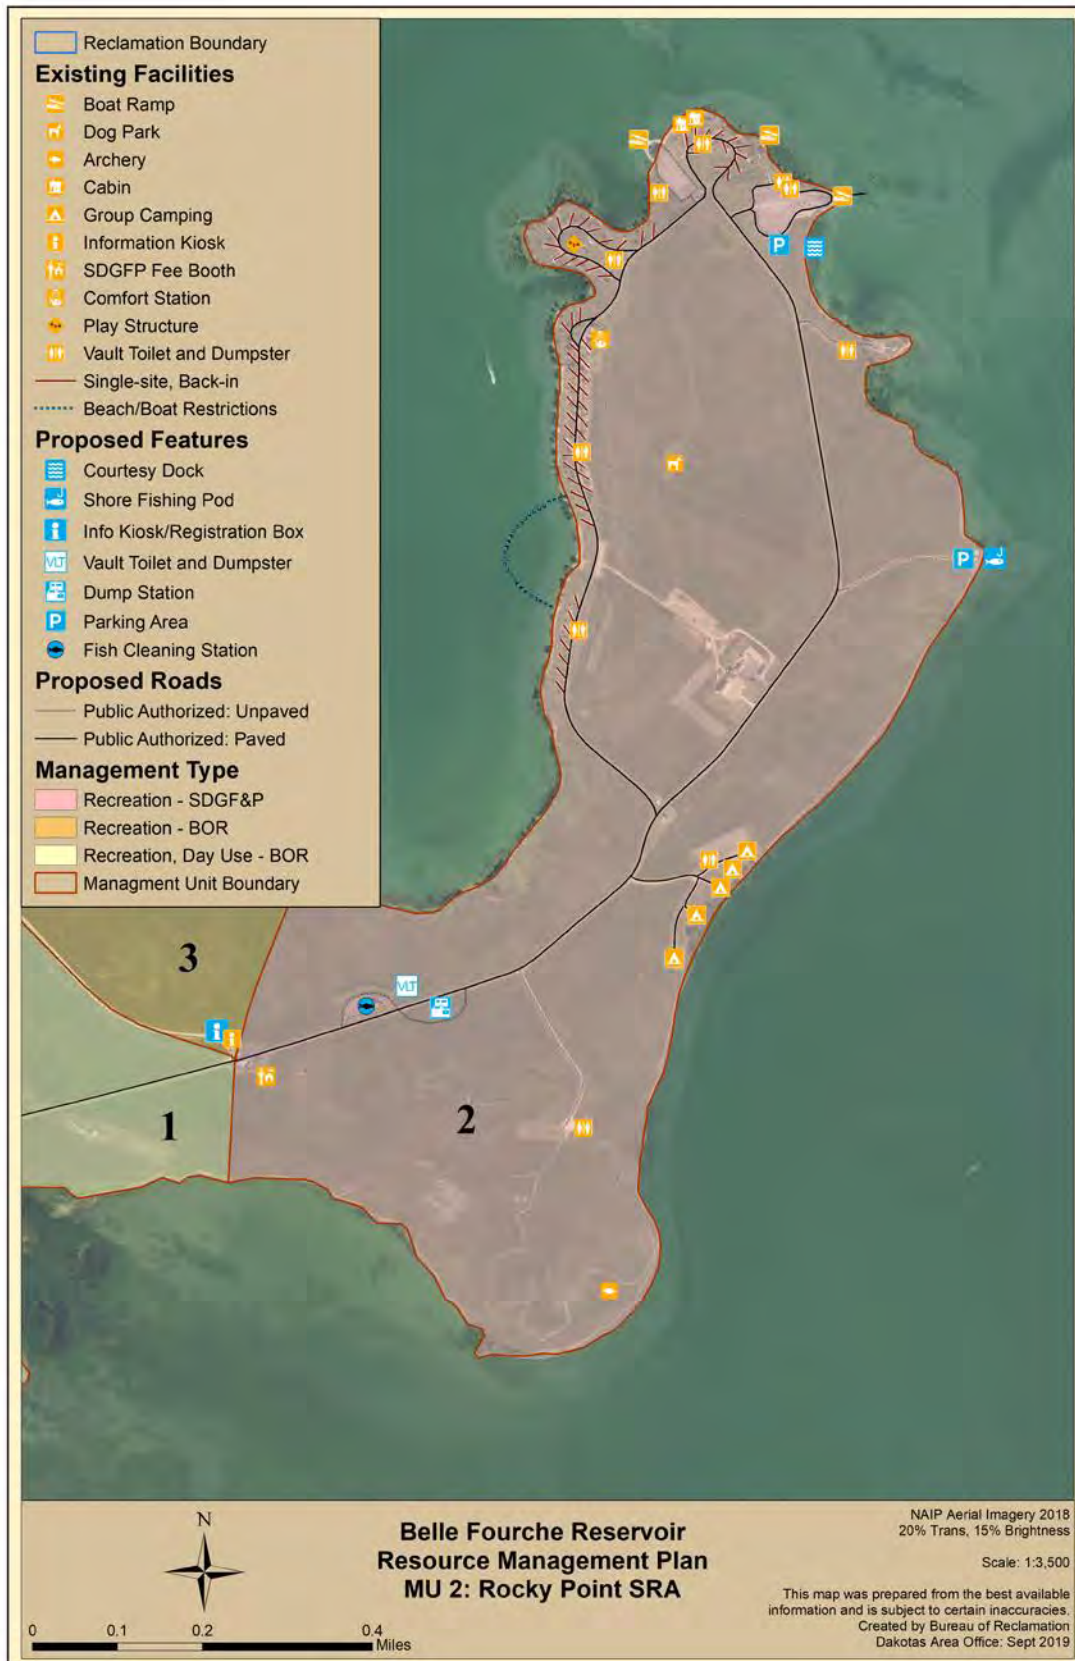 Reclamation Boundary
Existing Facilities
Boat Ramp
Dog Park
Archery
Cabin
Group Camping
Information Kiosk
SDGFP Fee Booth
Comfort Station
Play Structure
Vault Toilet and Dumpster
Single-site, Back-in
Beach/Boat Restrictions
Proposed Features
Courtesy Dock
Shore Fishing Pod
Info Kiosk/Registration Box
VLT Vault Toilet and Dumpster
Dump Station
P Parking Area
Fish Cleaning Station
Proposed Roads
Public Authorized: Unpaved
Public Authorized: Paved
Management Type
Recreation - SDGF&P
Recreation - BOR
Recreation, Day Use - BOR
Managment Unit Boundary
P
P
3
VLT
1
2
N
0 0.1 0.2 0.4
Miles
Belle Fourche Reservoir
Resource Management Plan
MU 2: Rocky Point SRA
NAIP Aerial Imagery 2018
20% Trans, 15% Brightness
Scale: 1:3,500
This map was prepared from the best available
information and is subject to certain inaccuracies.
Created by Bureau of Reclamation
Dakotas Area Office: Sept 2019